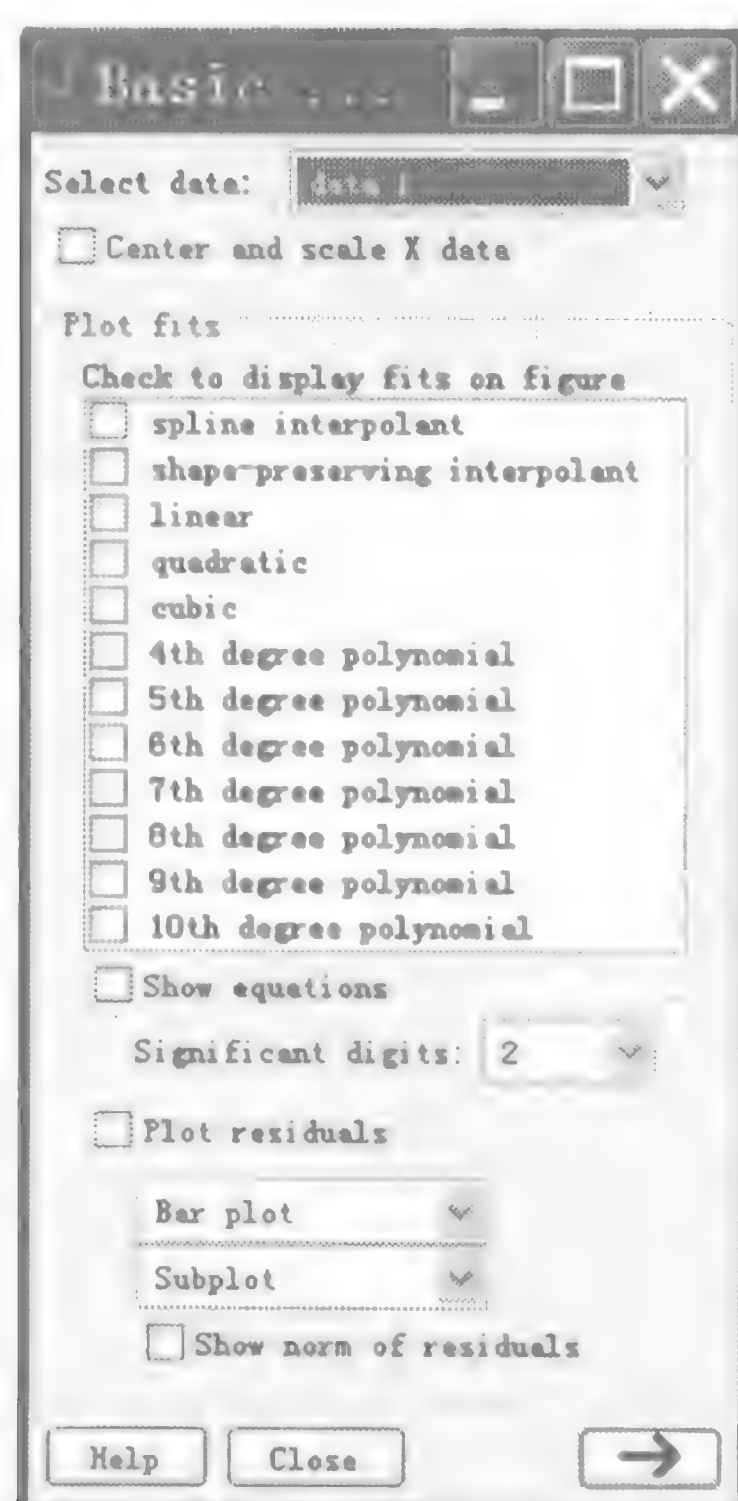 Basic ...
Select data: data 1
Center and scale X data
Plot fits
Check to display fits on figure
spline interpolant
shape-preserving interpolant
linear
quadratic
cubic
4th degree polynomial
5th degree polynomial
6th degree polynomial
7th degree polynomial
8th degree polynomial
9th degree polynomial
10th degree polynomial
Show equations
Significant digits: 2
Plot residuals
Bar plot
Subplot
Show norm of residuals
Help Close